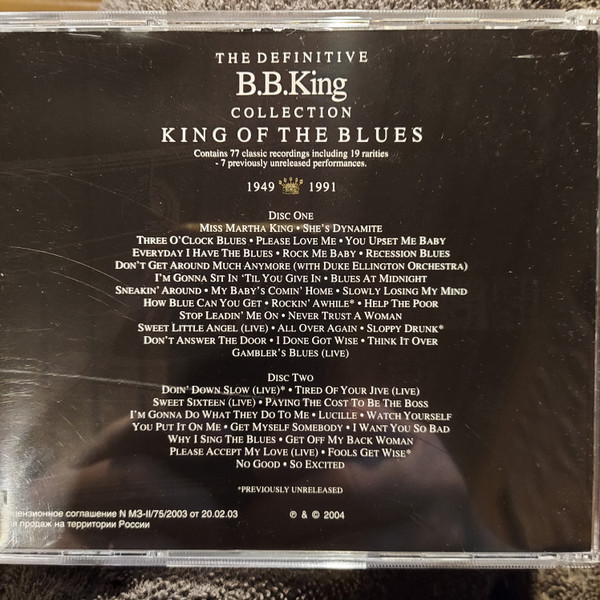 THE DEFINITIVE
B.B.King
COLLECTION
KING OF THE BLUES
Contains 77 classic recordings including 19 rarities
- 7 previously unreleased performances.
1949 1991
DISC ONE
MISS MARTHA KING • SHE'S DYNAMITE
THREE O'CLOCK BLUES • PLEASE LOVE ME • YOU UPSET ME BABY
EVERYDAY I HAVE THE BLUES • ROCK ME BABY • RECESSION BLUES
DON'T GET AROUND MUCH ANYMORE (WITH DUKE ELLINGTON ORCHESTRA)
I'M GONNA SIT IN 'TIL YOU GIVE IN • BLUES AT MIDNIGHT
SNEAKIN' AROUND • MY BABY'S COMIN' HOME • SLOWLY LOSING MY MIND
HOW BLUE CAN YOU GET • ROCKIN' AWHILE* • HELP THE POOR
STOP LEADIN' ME ON • NEVER TRUST A WOMAN
SWEET LITTLE ANGEL (LIVE) • ALL OVER AGAIN • SLOPPY DRUNK*
DON'T ANSWER THE DOOR • I DONE GOT WISE • THINK IT OVER
GAMBLER'S BLUES (LIVE)
DISC TWO
DOIN' DOWN SLOW (LIVE)* • TIRED OF YOUR JIVE (LIVE)
SWEET SIXTEEN (LIVE) • PAYING THE COST TO BE THE BOSS
I'M GONNA DO WHAT THEY DO TO ME • LUCILLE • WATCH YOURSELF
YOU PUT IT ON ME • GET MYSELF SOMEBODY • I WANT YOU SO BAD
WHY I SING THE BLUES • GET OFF MY BACK WOMAN
PLEASE ACCEPT MY LOVE (LIVE) • FOOLS GET WISE*
NO GOOD • SO EXCITED
*PREVIOUSLY UNRELEASED
соглашение N МЗ-II/75/2003 от 20.02.03
продаж на территории России
℗ & © 2004